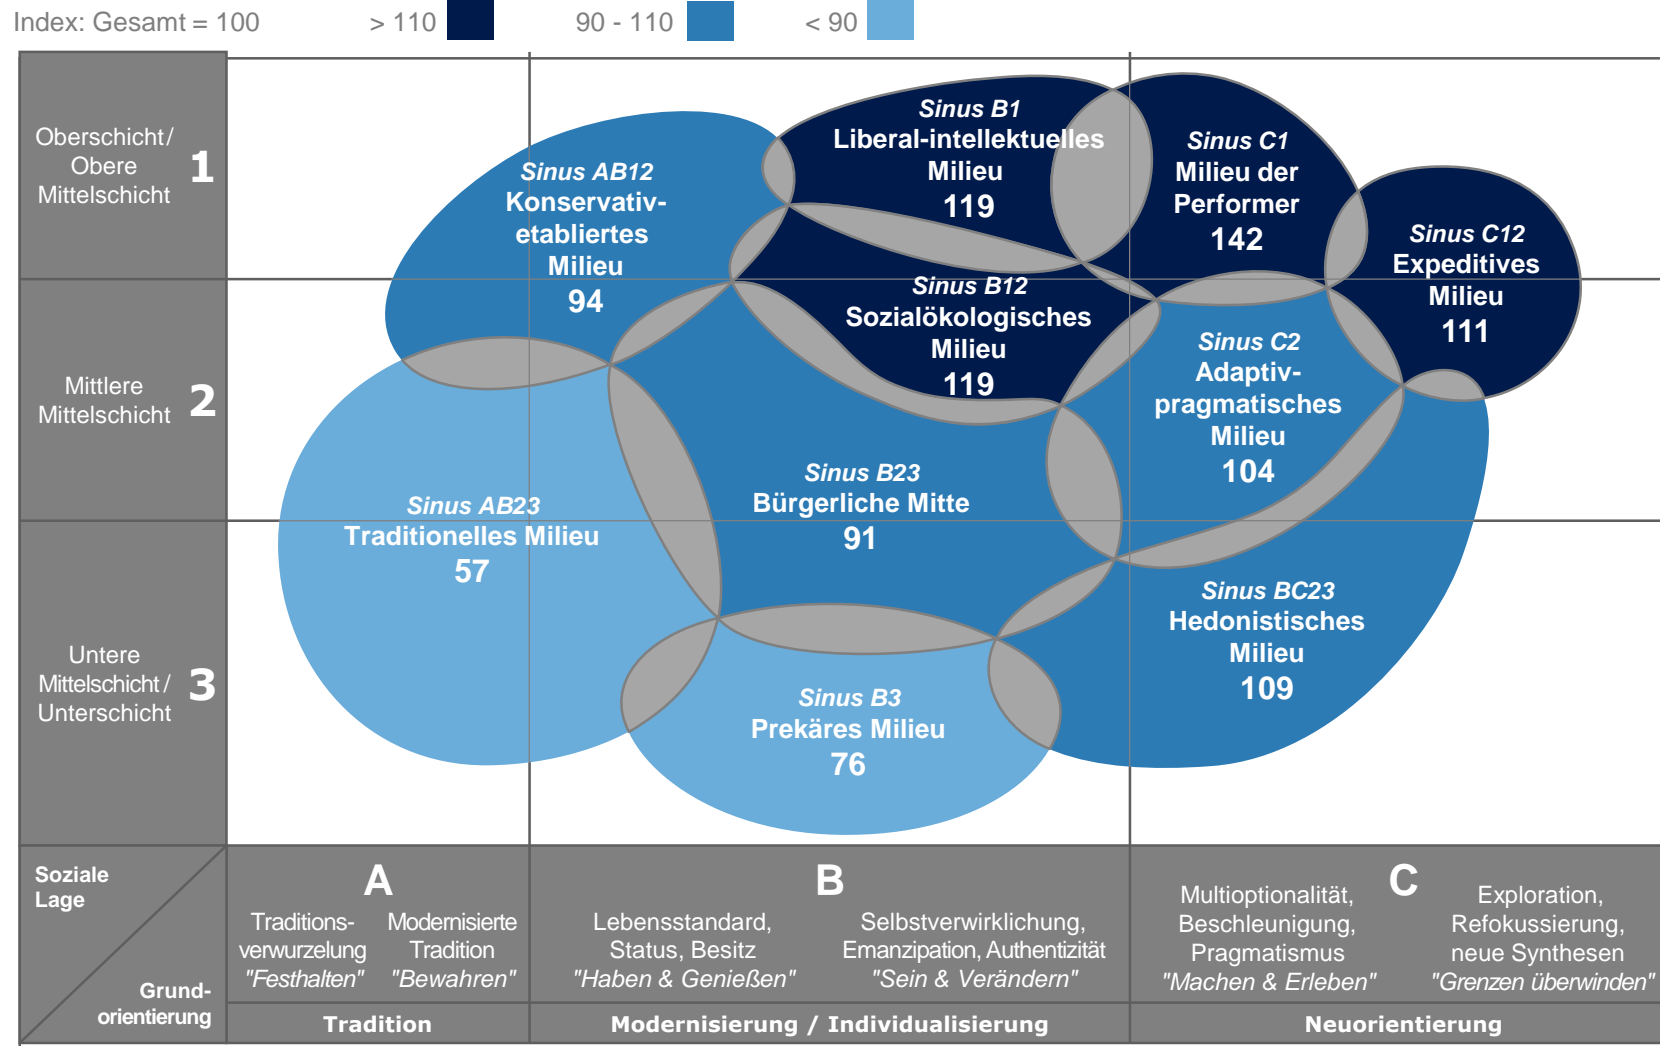 Index: Gesamt = 100 > 110 90 - 110 < 90
Oberschicht /
Obere
Mittelschicht
1
Mittlere
Mittelschicht
2
Untere
Mittelschicht /
Unterschicht
3
Sinus AB12
Konservativ-
etabliertes
Milieu
94
Sinus B1
Liberal-intellektuelles
Milieu
119
Sinus C1
Milieu der
Performer
142
Sinus C12
Expeditives
Milieu
111
Sinus B12
Sozialökologisches
Milieu
119
Sinus C2
Adaptiv-
pragmatisches
Milieu
104
Sinus AB23
Traditionelles Milieu
57
Sinus B23
Bürgerliche Mitte
91
Sinus BC23
Hedonistisches
Milieu
109
Sinus B3
Prekäres Milieu
76
Soziale
Lage
Grund-
orientierung
A
Traditions-
verwurzelung
"Festhalten"
Modernisierte
Tradition
"Bewahren"
B
Lebensstandard,
Status, Besitz
"Haben & Genießen"
Selbstverwirklichung,
Emanzipation, Authentizität
"Sein & Verändern"
C
Multioptionalität,
Beschleunigung,
Pragmatismus
"Machen & Erleben"
Exploration,
Refokussierung,
neue Synthesen
"Grenzen überwinden"
Tradition
Modernisierung / Individualisierung
Neuorientierung